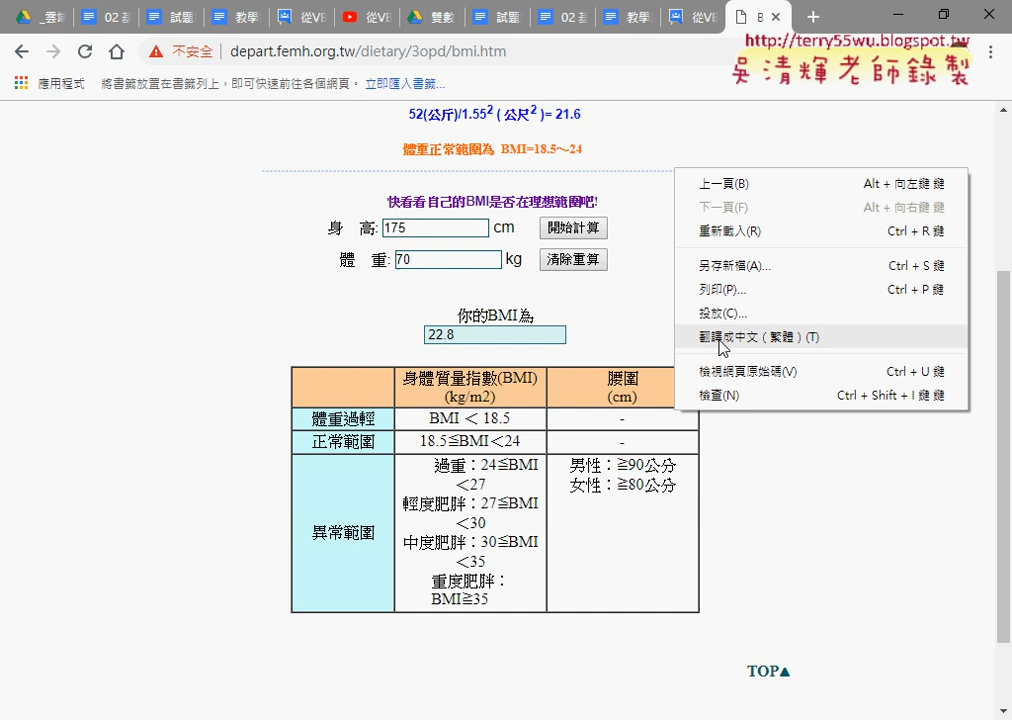 _雲端
02 基
試題
教學
從VB
從VB
雙數
試題
02 基
教學
從VB
B
不安全 depart.femh.org.tw/dietary/3opd/bmi.htm
http://terry55wu.blogspot.tw
吳清輝老師錄製
應用程式 將書籤放置在書籤列上，即可快速前往各個網頁。 立即匯入書籤...
52(公斤)/1.55² ( 公尺² )= 21.6
體重正常範圍為 BMI=18.5～24
快看看自己的BMI是否在理想範圍吧!
身 高: 175 cm 開始計算
體 重: 70 kg 清除重算
你的BMI為
22.8
身體質量指數(BMI)
(kg/m2)
腰圍
(cm)
體重過輕 BMI ＜ 18.5 -
正常範圍 18.5≦BMI＜24 -
異常範圍
過重：24≦BMI
＜27
輕度肥胖：27≦BMI
＜30
中度肥胖：30≦BMI
＜35
重度肥胖：
BMI≧35
男性：≧90公分
女性：≧80公分
TOP▲
上一頁(B) Alt + 向左鍵 鍵
下一頁(F) Alt + 向右鍵 鍵
重新載入(R) Ctrl + R 鍵
另存新檔(A)... Ctrl + S 鍵
列印(P)... Ctrl + P 鍵
投放(C)...
翻譯成中文（繁體）(T)
檢視網頁原始碼(V) Ctrl + U 鍵
檢查(N) Ctrl + Shift + I 鍵 鍵